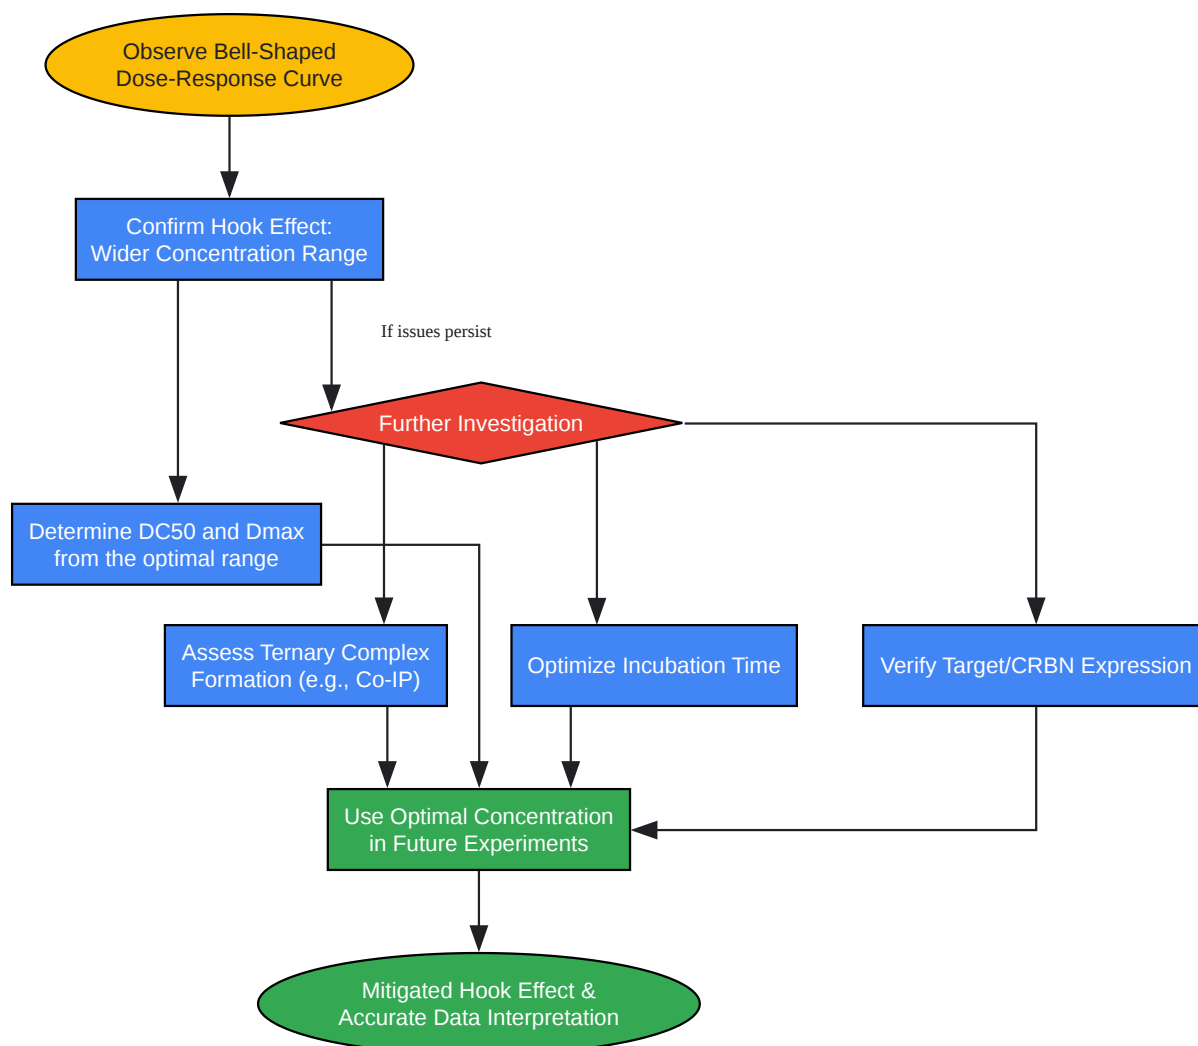 Observe Bell-Shaped
Dose-Response Curve
Confirm Hook Effect:
Wider Concentration Range
If issues persist
Further Investigation
Determine DC50 and Dmax
from the optimal range
Assess Ternary Complex
Formation (e.g., Co-IP)
Optimize Incubation Time
Verify Target/CRBN Expression
Use Optimal Concentration
in Future Experiments
Mitigated Hook Effect &
Accurate Data Interpretation